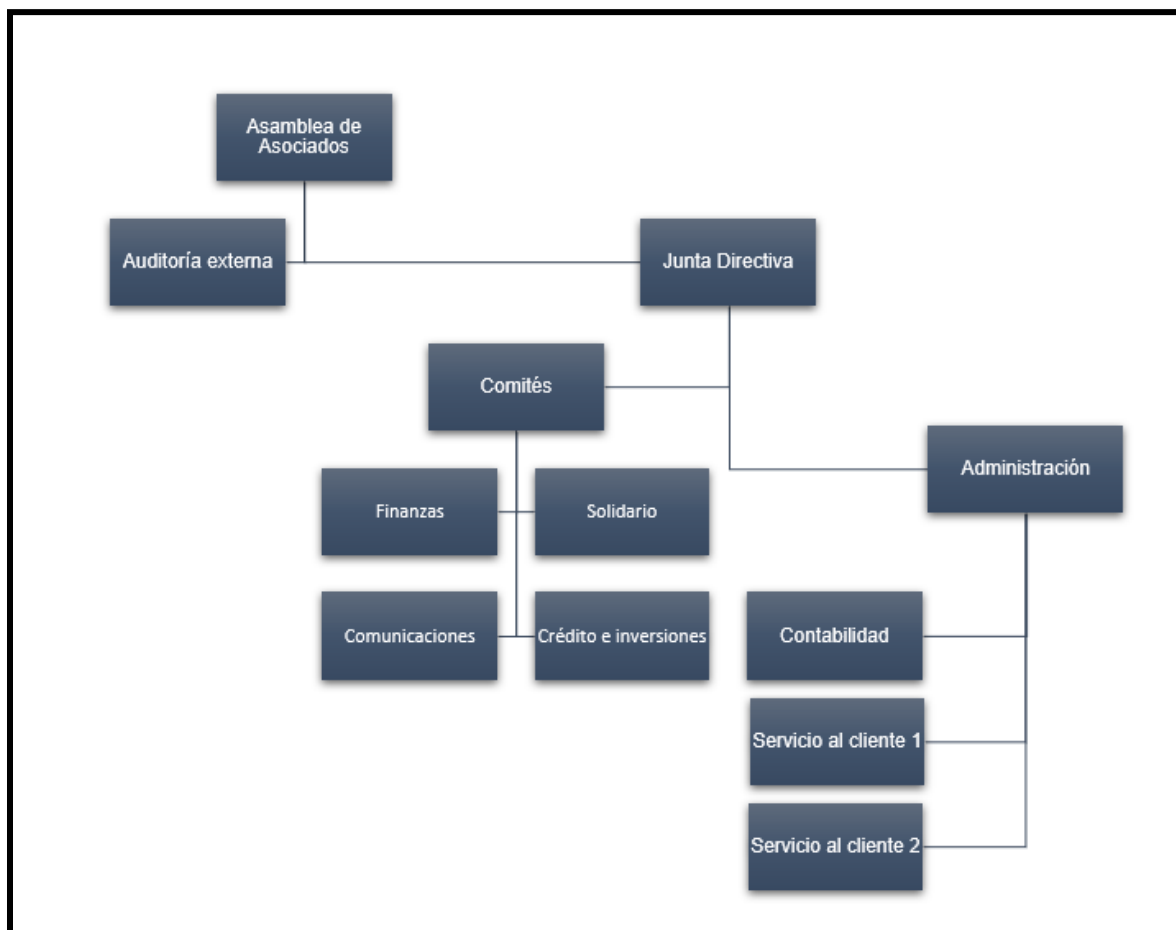 Asamblea de
Asociados
Auditoría externa
Junta Directiva
Comités
Administración
Finanzas
Solidario
Comunicaciones
Crédito e inversiones
Contabilidad
Servicio al cliente 1
Servicio al cliente 2